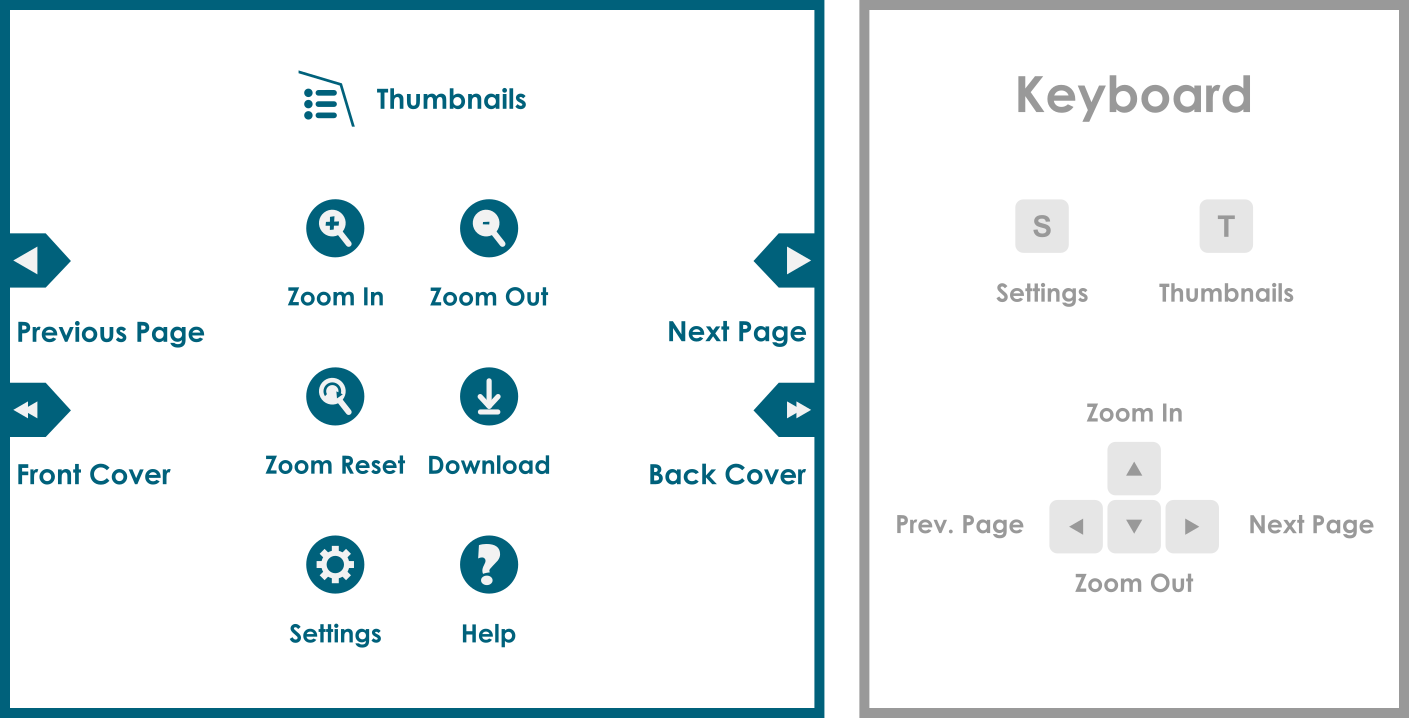 Thumbnails
Zoom In
Zoom Out
Previous Page
Next Page
Zoom Reset
Download
Front Cover
Back Cover
Settings
Help
Keyboard
S
T
Settings
Thumbnails
Zoom In
Prev. Page
Next Page
Zoom Out